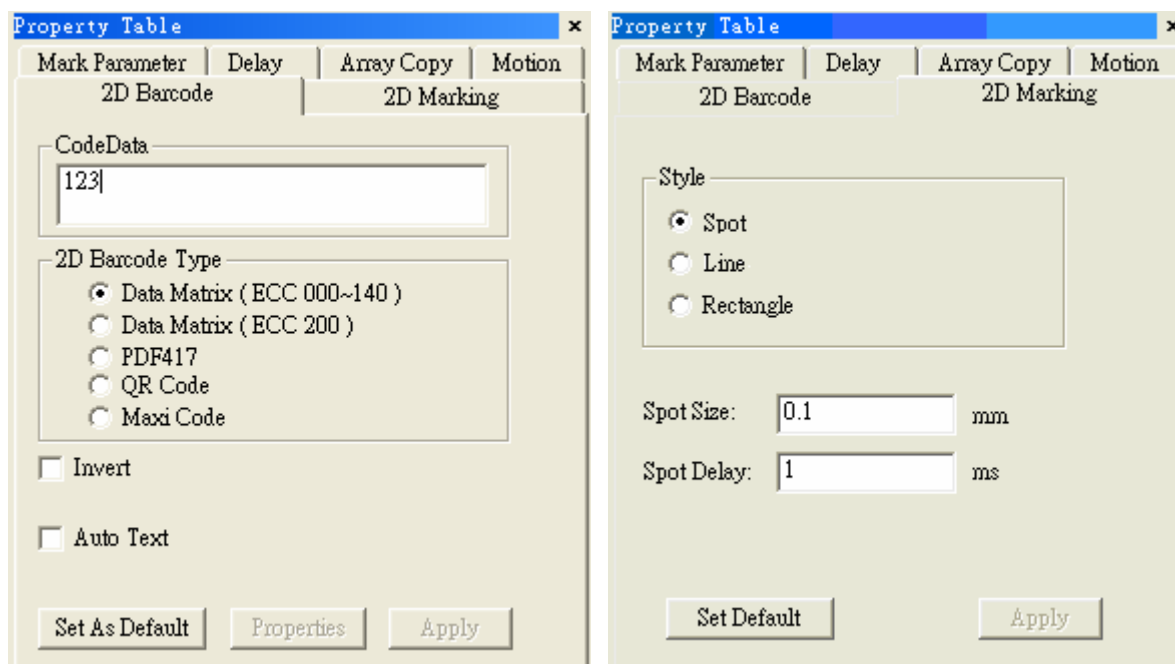 Property Table
Mark Parameter Delay Array Copy Motion
2D Barcode 2D Marking
CodeData
123
2D Barcode Type
Data Matrix ( ECC 000~140 )
Data Matrix ( ECC 200 )
PDF417
QR Code
Maxi Code
Invert
Auto Text
Set As Default Properties Apply
Property Table
Mark Parameter Delay Array Copy Motion
2D Barcode 2D Marking
Style
Spot
Line
Rectangle
Spot Size: 0.1 mm
Spot Delay: 1 ms
Set Default Apply